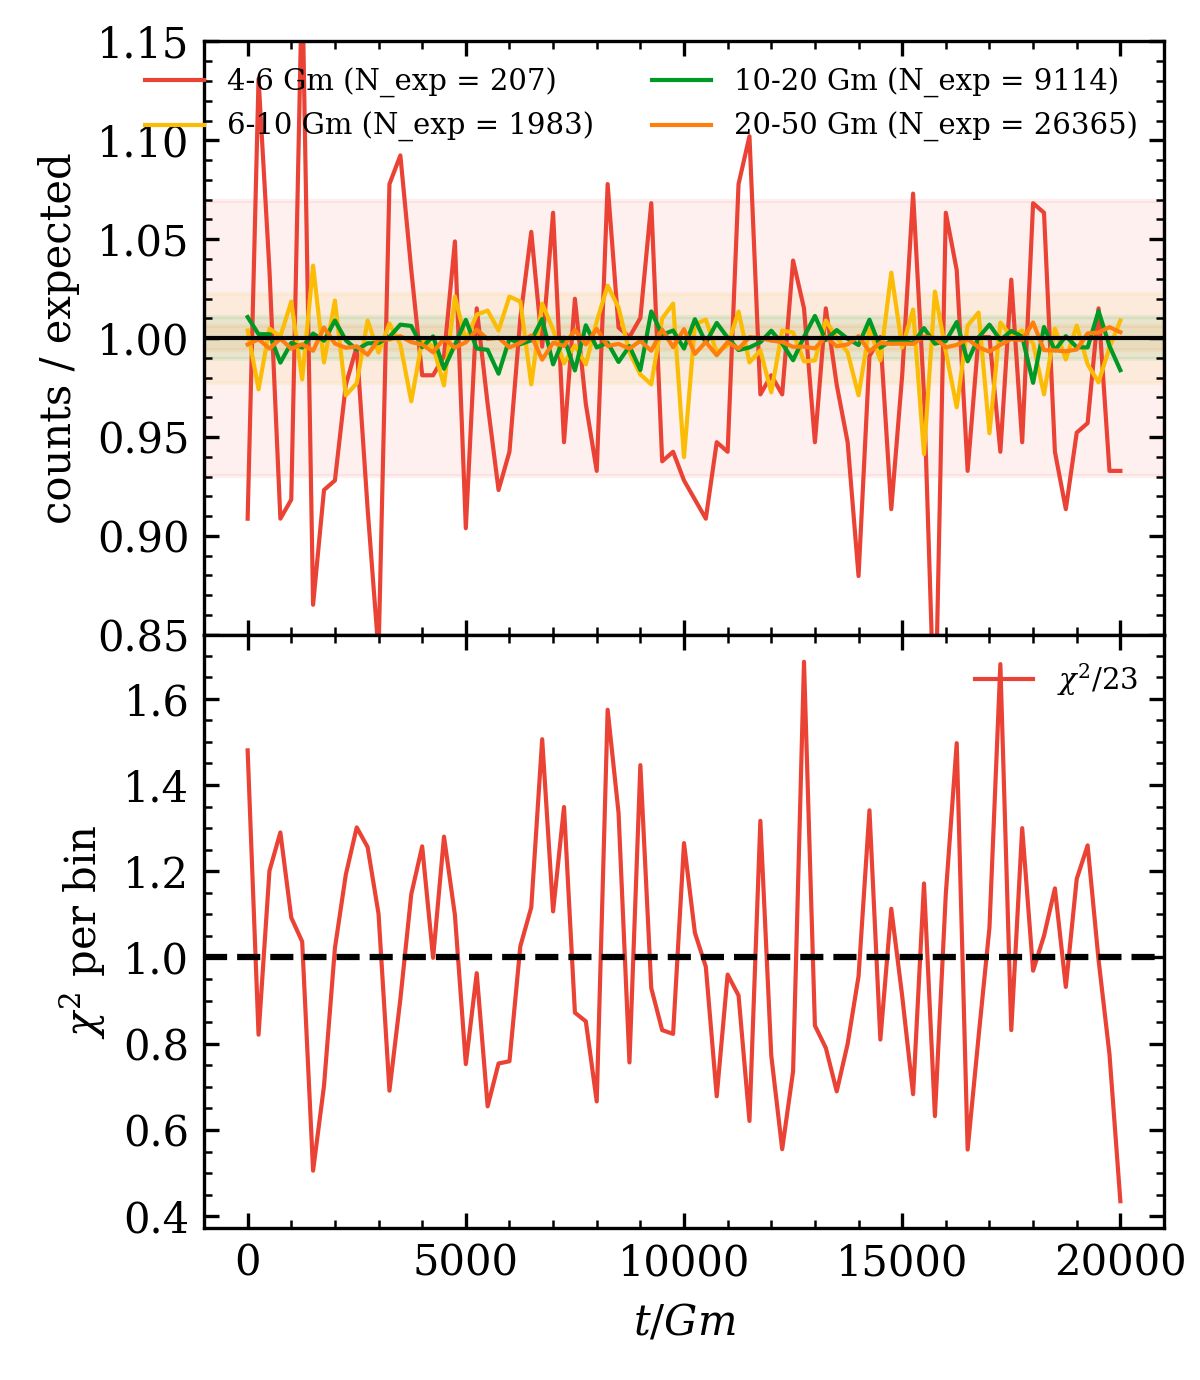 1.15
1.10
1.05
1.00
0.95
0.90
0.85
counts / expected
4-6 Gm (N_exp = 207)
6-10 Gm (N_exp = 1983)
10-20 Gm (N_exp = 9114)
20-50 Gm (N_exp = 26365)
1.6
1.4
1.2
1.0
0.8
0.6
0.4
χ² per bin
χ²/23
0 5000 10000 15000 20000
t/Gm